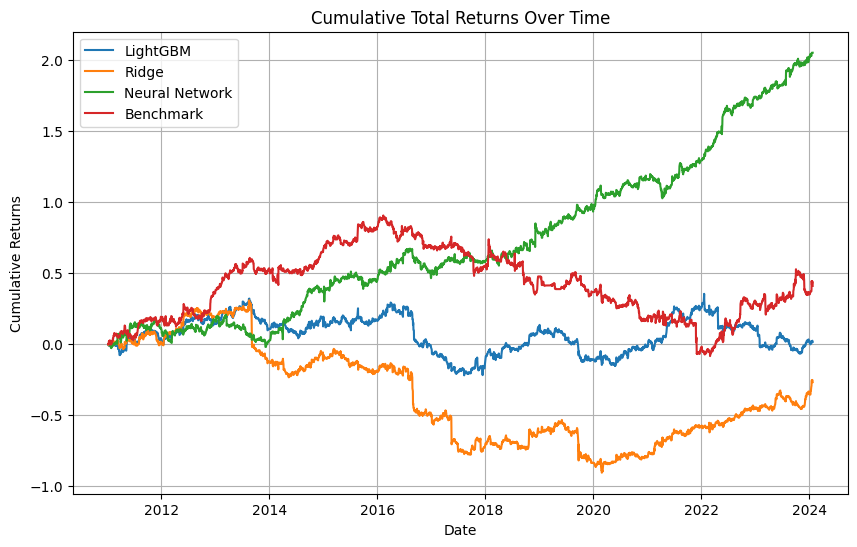 Cumulative Total Returns Over Time
LightGBM
Ridge
Neural Network
Benchmark
Cumulative Returns
2.0
1.5
1.0
0.5
0.0
−0.5
−1.0
2012 2014 2016 2018 2020 2022 2024
Date